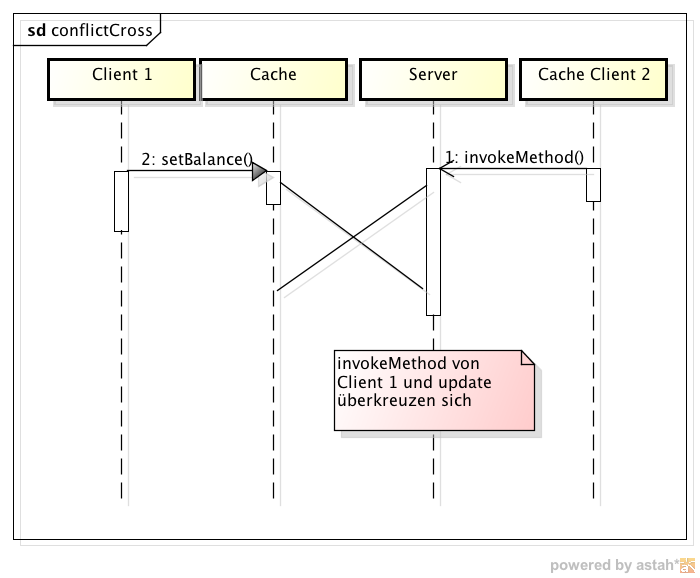 sd conflictCross
Client 1
Cache
Server
Cache Client 2
2: setBalance()
1: invokeMethod()
invokeMethod von
Client 1 und update
überkreuzen sich
powered by astah*